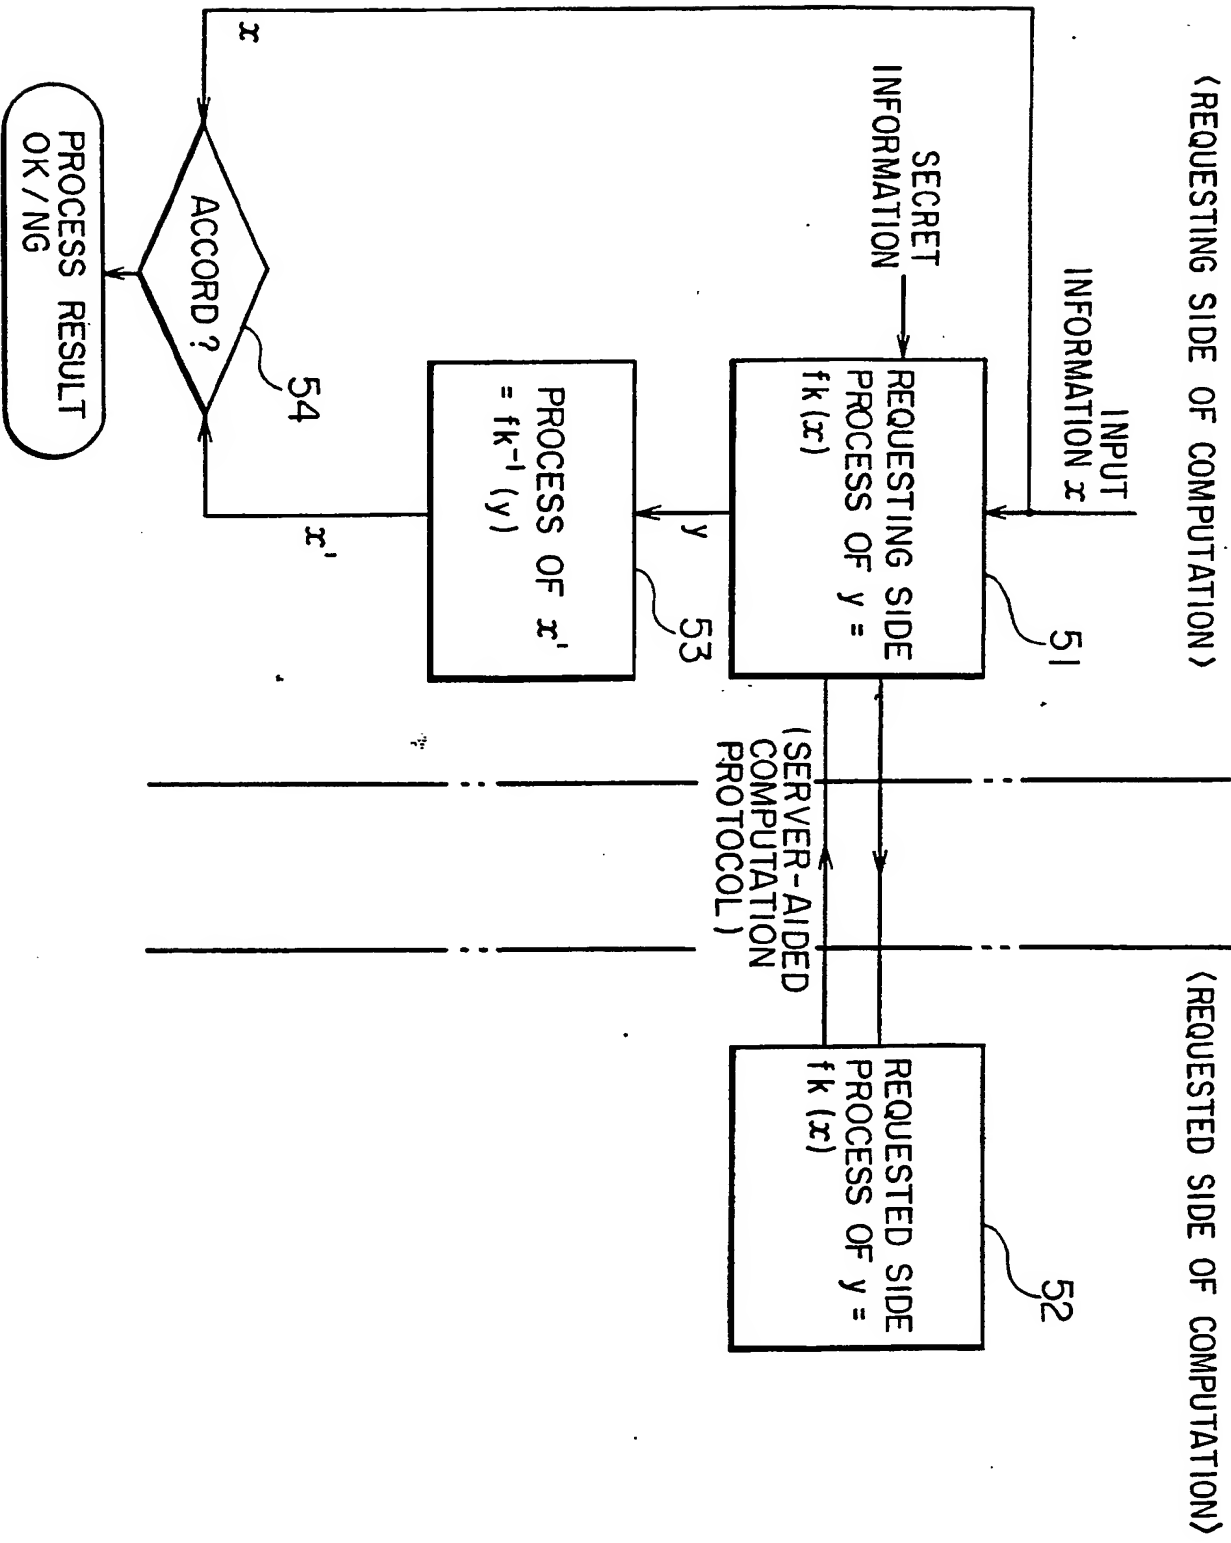 〈REQUESTING SIDE OF COMPUTATION〉
〈REQUESTED SIDE OF COMPUTATION〉
INPUT
INFORMATION x
SECRET
INFORMATION
51
REQUESTING SIDE
PROCESS OF y =
fk (x)
52
REQUESTED SIDE
PROCESS OF y =
fk (x)
(SERVER-AIDED
COMPUTATION
PROTOCOL)
y
53
PROCESS OF x'
= fk⁻¹ (y)
x'
x
54
ACCORD ?
PROCESS RESULT
OK / NG